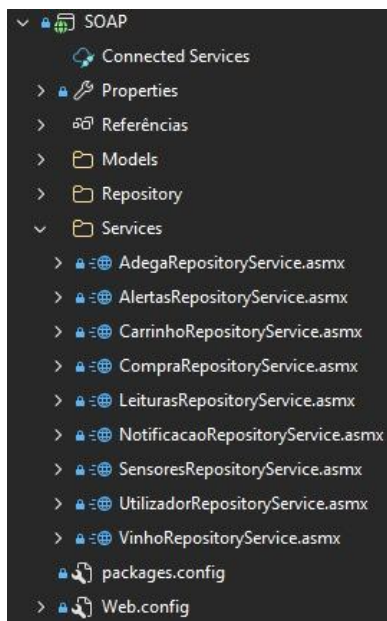 SOAP
Connected Services
Properties
Referências
Models
Repository
Services
AdegaRepositoryService.asmx
AlertasRepositoryService.asmx
CarrinhoRepositoryService.asmx
CompraRepositoryService.asmx
LeiturasRepositoryService.asmx
NotificacaoRepositoryService.asmx
SensoresRepositoryService.asmx
UtilizadorRepositoryService.asmx
VinhoRepositoryService.asmx
packages.config
Web.config